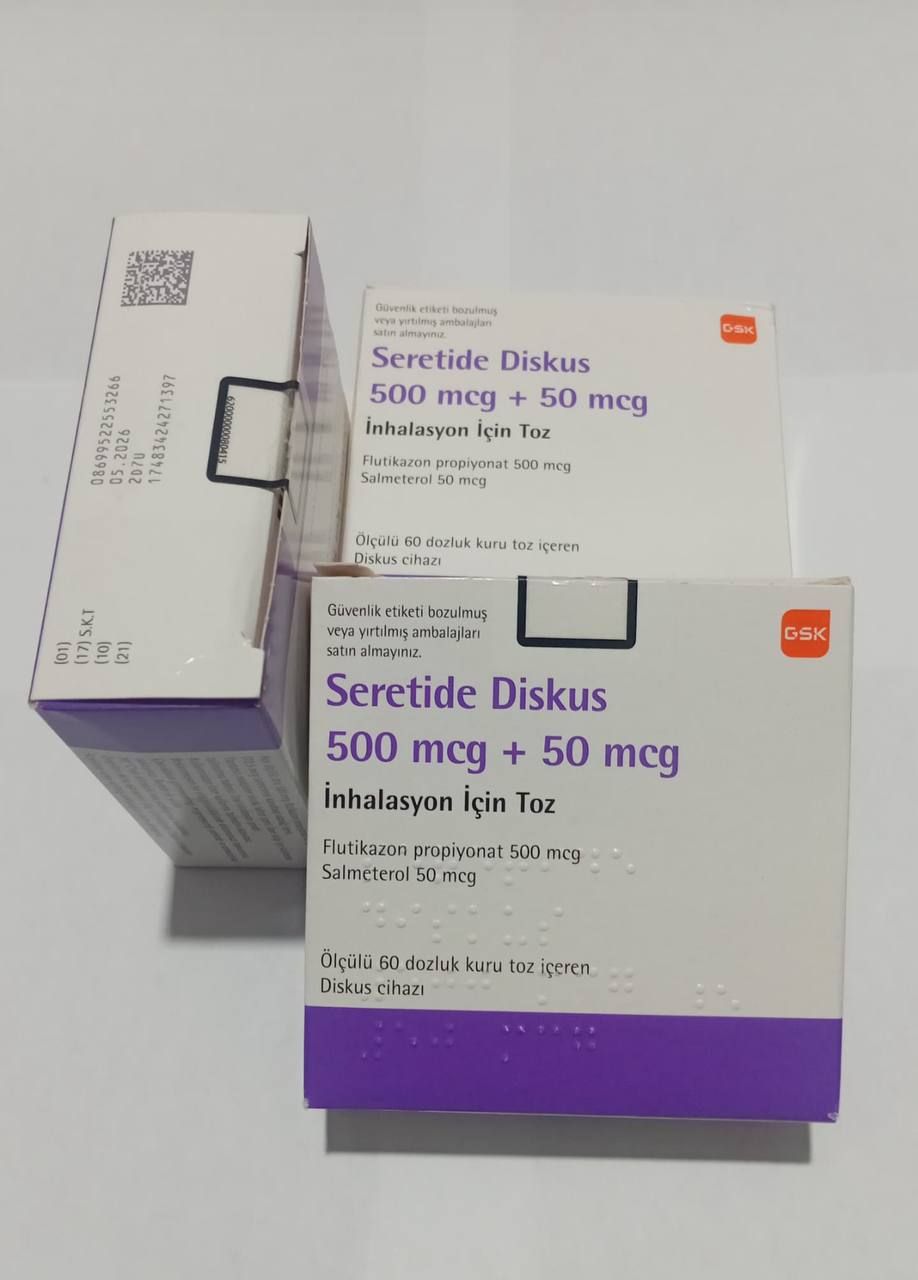 08699522553266
05.2026
2D7U
17483424271397
6200000080415
(01)
(17) S.K.T
(10)
(21)
Güvenlik etiketi bozulmuş
veya yırtılmış ambalajları
satın almayınız.
GSK
Seretide Diskus
500 mcg + 50 mcg
İnhalasyon İçin Toz
Flutikazon propiyonat 500 mcg
Salmeterol 50 mcg
Ölçülü 60 dozluk kuru toz içeren
Diskus cihazı
Güvenlik etiketi bozulmuş
veya yırtılmış ambalajları
satın almayınız.
GSK
Seretide Diskus
500 mcg + 50 mcg
İnhalasyon İçin Toz
Flutikazon propiyonat 500 mcg
Salmeterol 50 mcg
Ölçülü 60 dozluk kuru toz içeren
Diskus cihazı